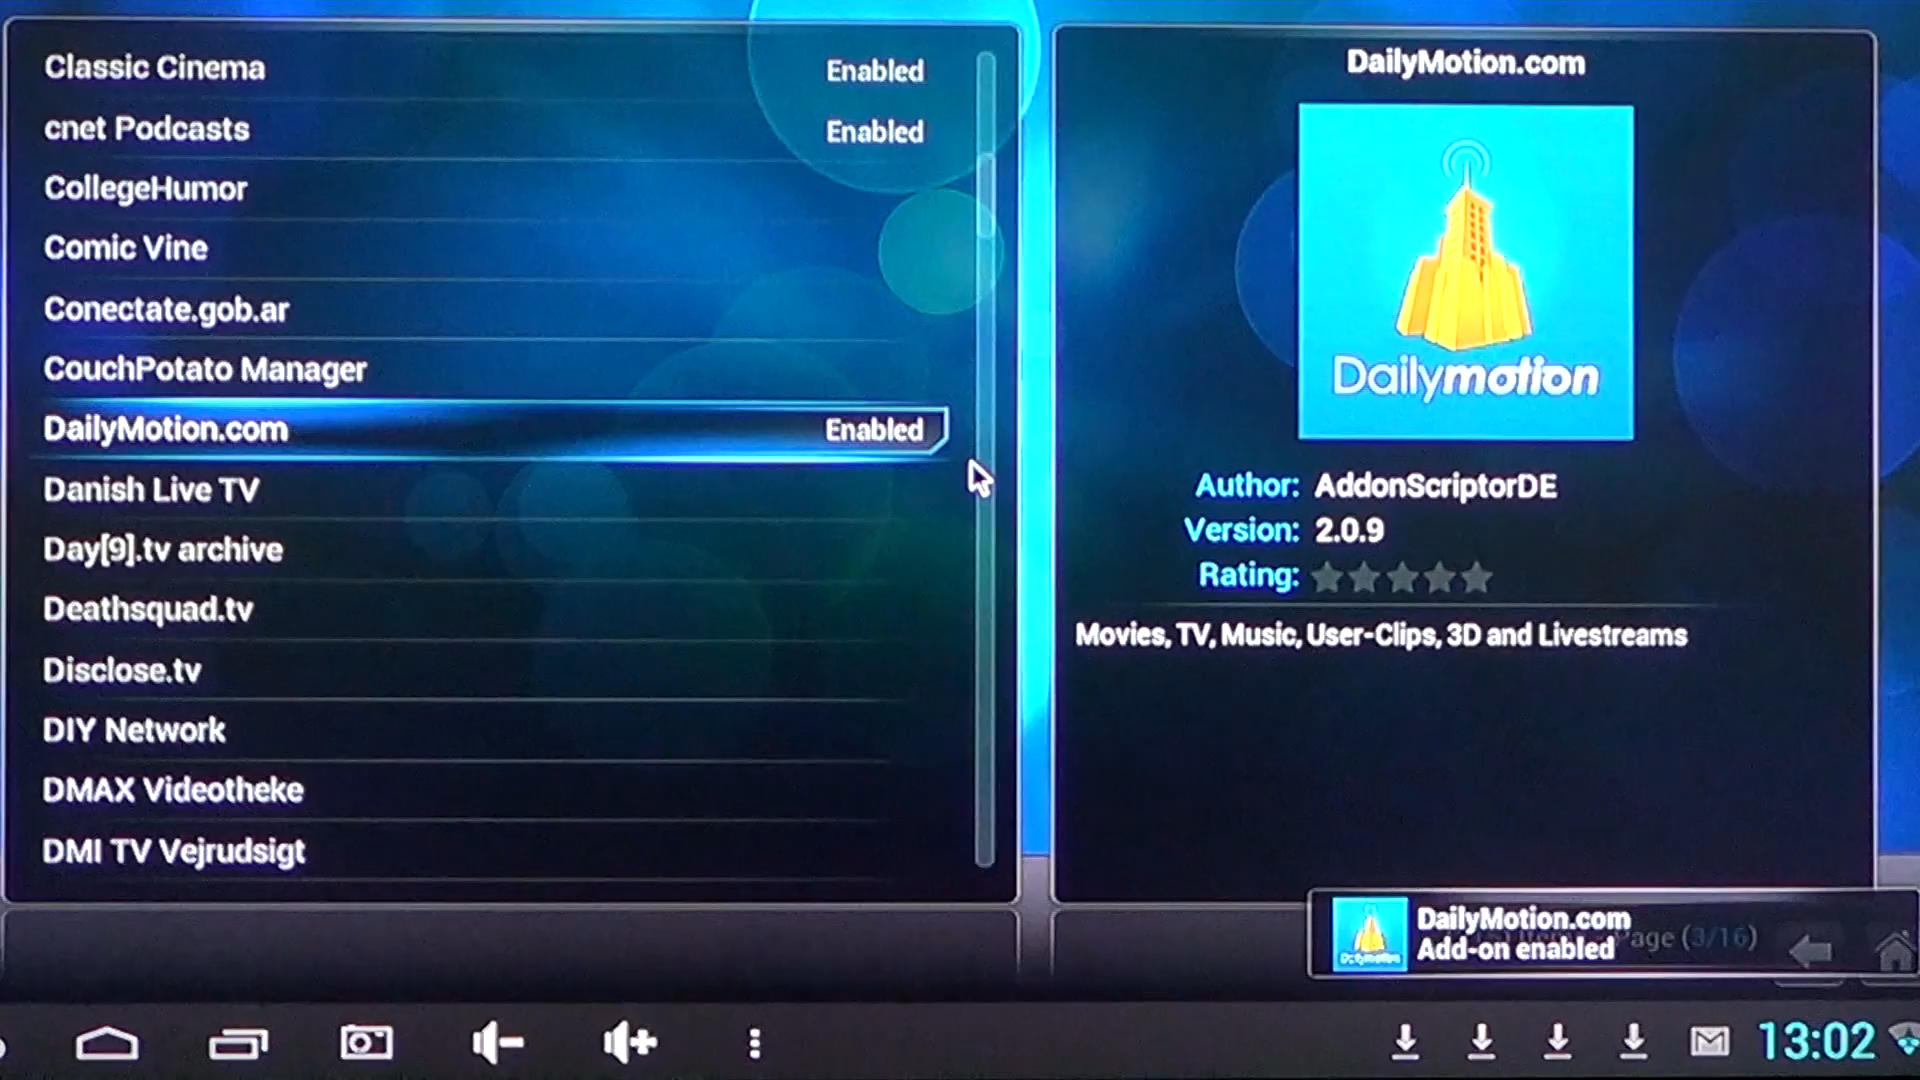 Classic Cinema Enabled
cnet Podcasts Enabled
CollegeHumor
Comic Vine
Conectate.gob.ar
CouchPotato Manager
DailyMotion.com Enabled
Danish Live TV
Day[9].tv archive
Deathsquad.tv
Disclose.tv
DIY Network
DMAX Videotheke
DMI TV Vejrudsigt
DailyMotion.com
Dailymotion
Author: AddonScriptorDE
Version: 2.0.9
Rating:
Movies, TV, Music, User-Clips, 3D and Livestreams
DailyMotion.com
Add-on enabled
Page (3/16)
13:02